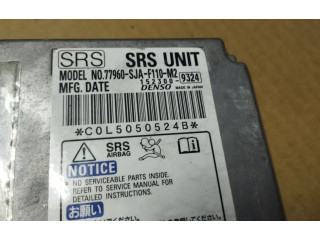 SRS SRS UNIT
MODEL NO.77960-SJA-F110-M2
152300-9324
MFG. DATE DENSO MADE IN JAPAN
*C0L5050524B*
SRS
AIRBAG
NOTICE
NO SERVICEABLE PARTS INSIDE.
REFER TO SERVICE MANUAL FOR
DETAILED INSTRUCTIONS.
お願い